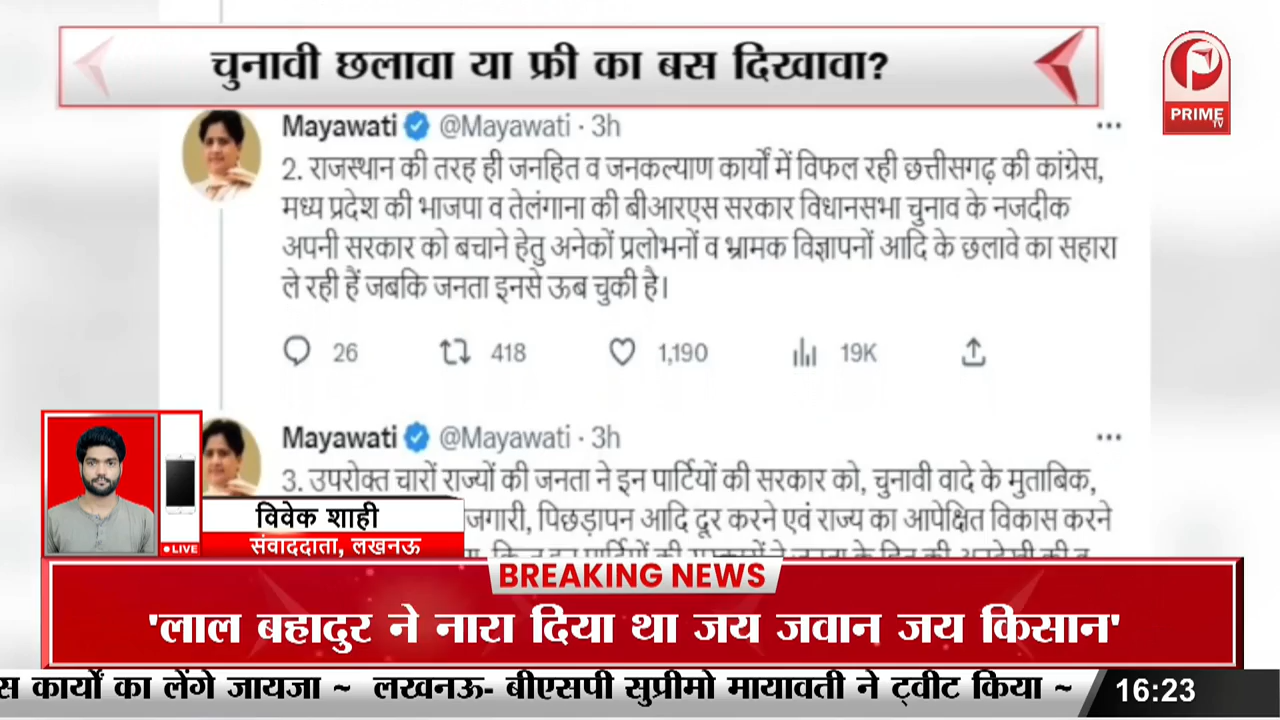 चुनावी छलावा या फ्री का बस दिखावा?
PRIME
TV
Mayawati @Mayawati · 3h
2. राजस्थान की तरह ही जनहित व जनकल्याण कार्यों में विफल रही छत्तीसगढ़ की कांग्रेस,
मध्य प्रदेश की भाजपा व तेलंगाना की बीआरएस सरकार विधानसभा चुनाव के नजदीक
अपनी सरकार को बचाने हेतु अनेकों प्रलोभनों व भ्रामक विज्ञापनों आदि के छलावे का सहारा
ले रही हैं जबकि जनता इनसे ऊब चुकी है।
26 418 1,190 19K
Mayawati @Mayawati · 3h
3. उपरोक्त चारों राज्यों की जनता ने इन पार्टियों की सरकार को, चुनावी वादे के मुताबिक,
जगारी, पिछड़ापन आदि दूर करने एवं राज्य का आपेक्षित विकास करने
विवेक शाही
LIVE
संवाददाता, लखनऊ
BREAKING NEWS
'लाल बहादुर ने नारा दिया था जय जवान जय किसान'
स कार्यों का लेंगे जायजा ~ लखनऊ- बीएसपी सुप्रीमो मायावती ने ट्वीट किया ~
16:23